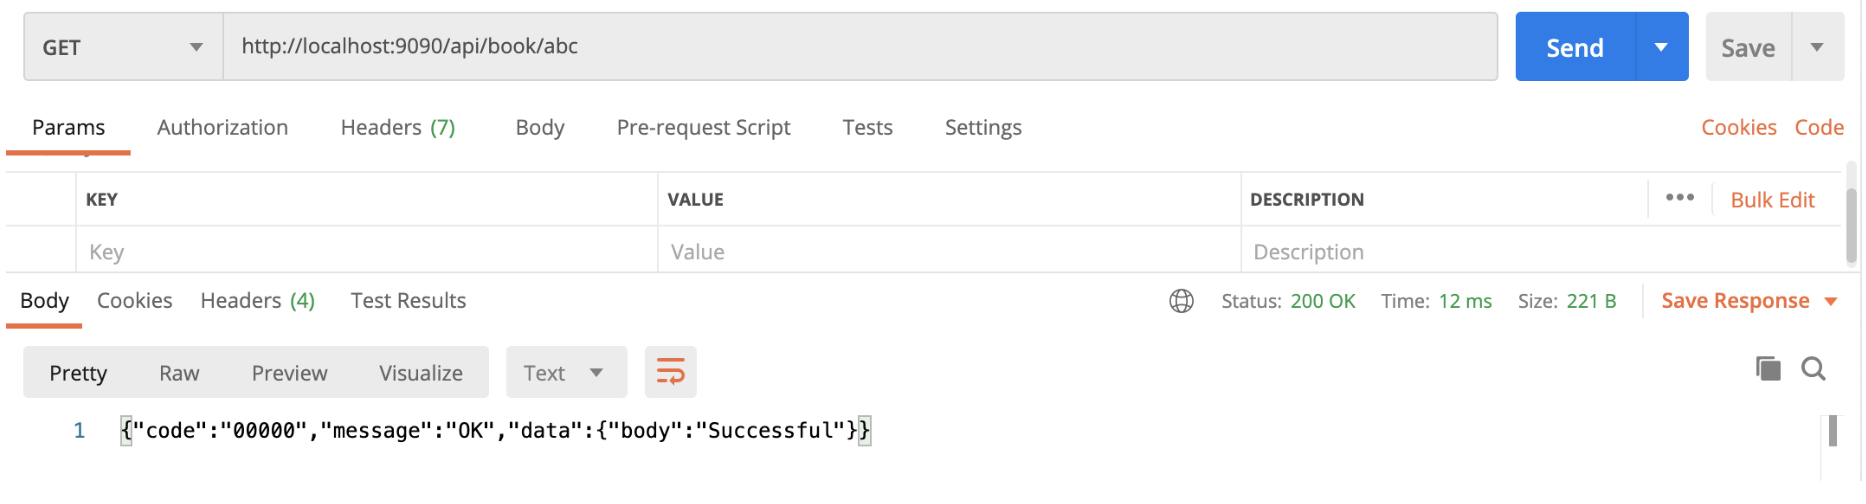 GET http://localhost:9090/api/book/abc Send Save
Params Authorization Headers (7) Body Pre-request Script Tests Settings Cookies Code
KEY VALUE DESCRIPTION ••• Bulk Edit
Key Value Description
Body Cookies Headers (4) Test Results Status: 200 OK Time: 12 ms Size: 221 B Save Response
Pretty Raw Preview Visualize Text
1 {"code":"00000","message":"OK","data":{"body":"Successful"}}